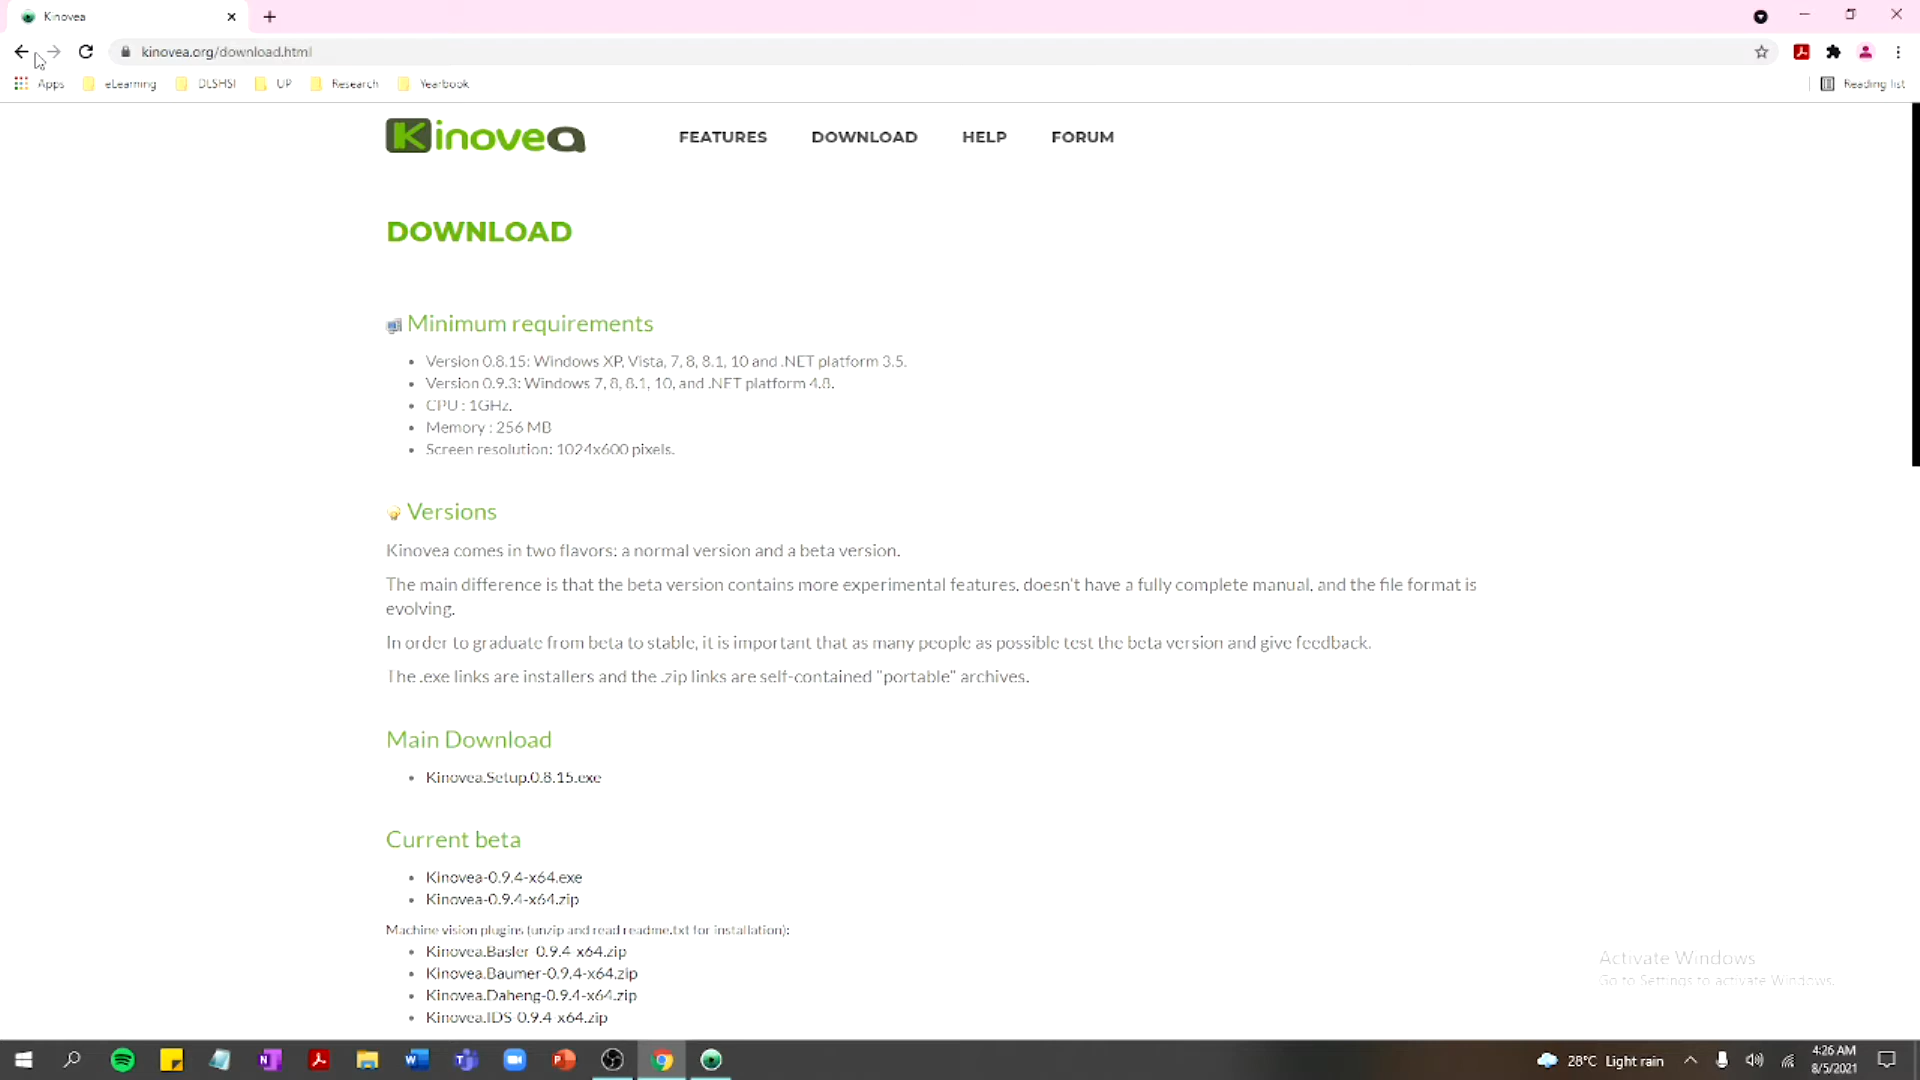 Kinovea
kinovea.org/download.html
Apps eLearning DLSHSI UP Research Yearbook Reading list
Kinovea FEATURES DOWNLOAD HELP FORUM
DOWNLOAD
Minimum requirements
• Version 0.8.15: Windows XP, Vista, 7, 8, 8.1, 10 and .NET platform 3.5.
• Version 0.9.3: Windows 7, 8, 8.1, 10, and .NET platform 4.8.
• CPU : 1GHz.
• Memory : 256 MB
• Screen resolution: 1024x600 pixels.
Versions
Kinovea comes in two flavors: a normal version and a beta version.
The main difference is that the beta version contains more experimental features, doesn't have a fully complete manual, and the file format is
evolving.
In order to graduate from beta to stable, it is important that as many people as possible test the beta version and give feedback.
The .exe links are installers and the .zip links are self-contained "portable" archives.
Main Download
• Kinovea.Setup.0.8.15.exe
Current beta
• Kinovea-0.9.4-x64.exe
• Kinovea-0.9.4-x64.zip
Machine vision plugins (unzip and read readme.txt for installation):
• Kinovea.Basler-0.9.4-x64.zip
• Kinovea.Baumer-0.9.4-x64.zip
• Kinovea.Daheng-0.9.4-x64.zip
• Kinovea.IDS-0.9.4-x64.zip
Activate Windows
Go to Settings to activate Windows.
28°C Light rain
4:26 AM
8/5/2021